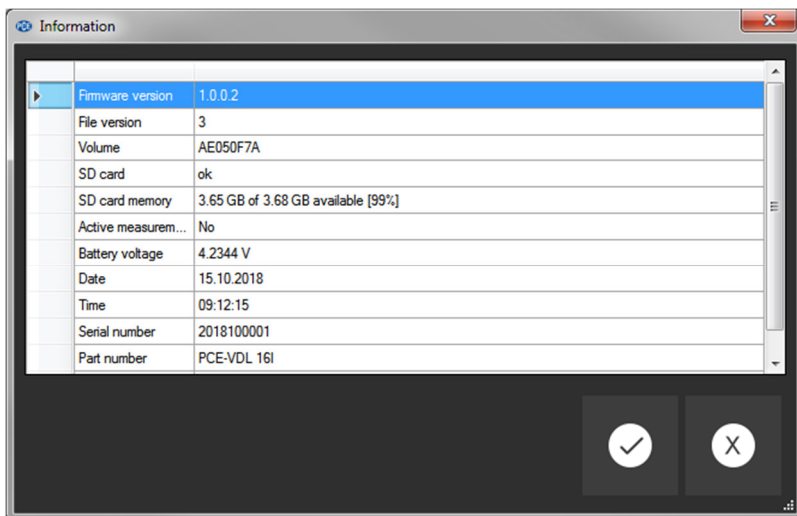 PCE Information
Firmware version 1.0.0.2
File version 3
Volume AE050F7A
SD card ok
SD card memory 3.65 GB of 3.68 GB available [99%]
Active measurem... No
Battery voltage 4.2344 V
Date 15.10.2018
Time 09:12:15
Serial number 2018100001
Part number PCE-VDL 16I
X